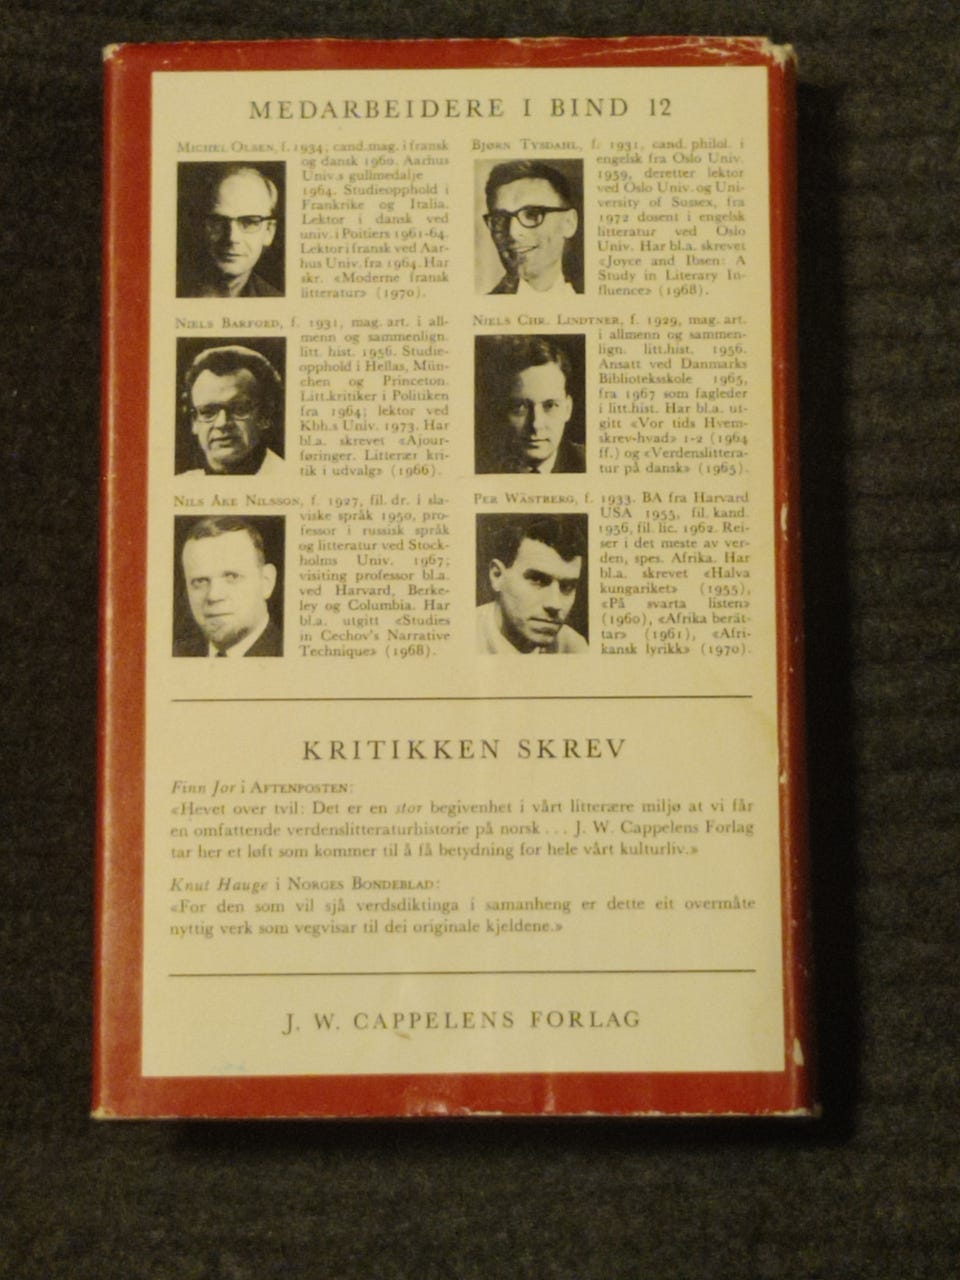 MEDARBEIDERE I BIND 12
MICHEL OLSEN, f. 1934; cand.mag. i fransk
og dansk 1960. Aarhus
Univ.s gullmedalje
1964. Studieopphold i
Frankrike og Italia.
Lektor i dansk ved
univ. i Poitiers 1961-64.
Lektor i fransk ved Aar-
hus Univ. fra 1964. Har
skr. «Moderne fransk
litteratur» (1970).
BJØRN TYSDAHL, f. 1931, cand. philol. i
engelsk fra Oslo Univ.
1959, deretter lektor
ved Oslo Univ. og Uni-
versity of Sussex, fra
1972 dosent i engelsk
litteratur ved Oslo
Univ. Har bl.a. skrevet
«Joyce and Ibsen: A
Study in Literary In-
fluence» (1968).
NIELS BARFOED, f. 1931, mag. art. i all-
menn og sammenlign.
litt. hist. 1956. Studie-
opphold i Hellas, Mün-
chen og Princeton.
Litt.kritiker i Politiken
fra 1964; lektor ved
Kbh.s Univ. 1973. Har
bl.a. skrevet «Ajour-
føringer. Litterær kri-
tik i udvalg» (1966).
NIELS CHR. LINDTNER, f. 1929, mag. art.
i allmenn og sammen-
lign. litt.hist. 1956.
Ansatt ved Danmarks
Biblioteksskole 1965,
fra 1967 som fagleder
i litt.hist. Har bl.a. ut-
gitt «Vor tids Hvem-
skrev-hvad» 1-2 (1964
ff.) og «Verdenslittera-
tur på dansk» (1965).
NILS ÅKE NILSSON, f. 1927, fil. dr. i sla-
viske språk 1950, pro-
fessor i russisk språk
og litteratur ved Stock-
holms Univ. 1967;
visiting professor bl.a.
ved Harvard, Berke-
ley og Columbia. Har
bl.a. utgitt «Studies
in Cechov's Narrative
Technique» (1968).
PER WÄSTBERG, f. 1933. BA fra Harvard
USA 1955, fil. kand.
1956, fil. lic. 1962. Rei-
ser i det meste av ver-
den, spes. Afrika. Har
bl.a. skrevet «Halva
kungariket» (1955),
«På svarta listen»
(1960), «Afrika berät-
tar» (1961), «Afri-
kansk lyrikk» (1970).
KRITIKKEN SKREV
Finn Jor i AFTENPOSTEN:
«Hevet over tvil: Det er en stor begivenhet i vårt litterære miljø at vi får
en omfattende verdenslitteraturhistorie på norsk... J. W. Cappelens Forlag
tar her et løft som kommer til å få betydning for hele vårt kulturliv.»
Knut Hauge i NORGES BONDEBLAD:
«For den som vil sjå verdsdiktinga i samanheng er dette eit overmåte
nyttig verk som vegvisar til dei originale kjeldene.»
J. W. CAPPELENS FORLAG